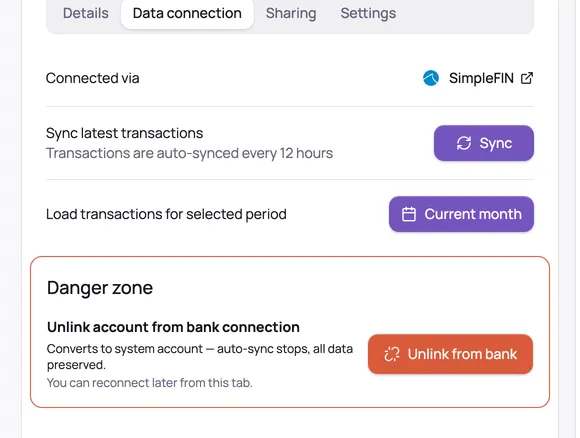 Details Data connection Sharing Settings
Connected via SimpleFIN
Sync latest transactions
Transactions are auto-synced every 12 hours
Sync
Load transactions for selected period
Current month
Danger zone
Unlink account from bank connection
Converts to system account — auto-sync stops, all data
preserved.
You can reconnect later from this tab.
Unlink from bank